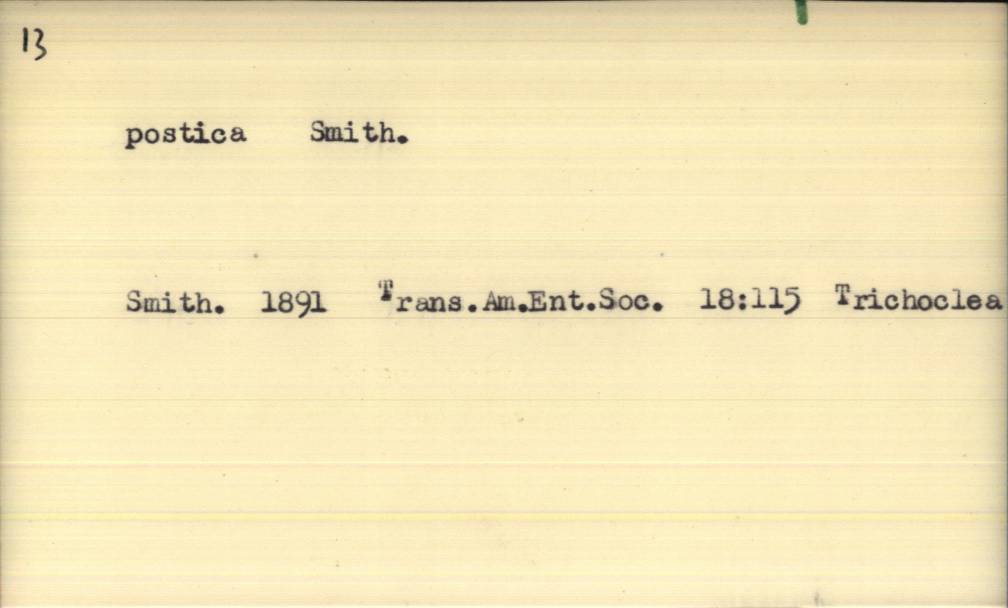 13
postica Smith.
Smith. 1891 Trans.Am.Ent.Soc. 18:115 Trichoclea